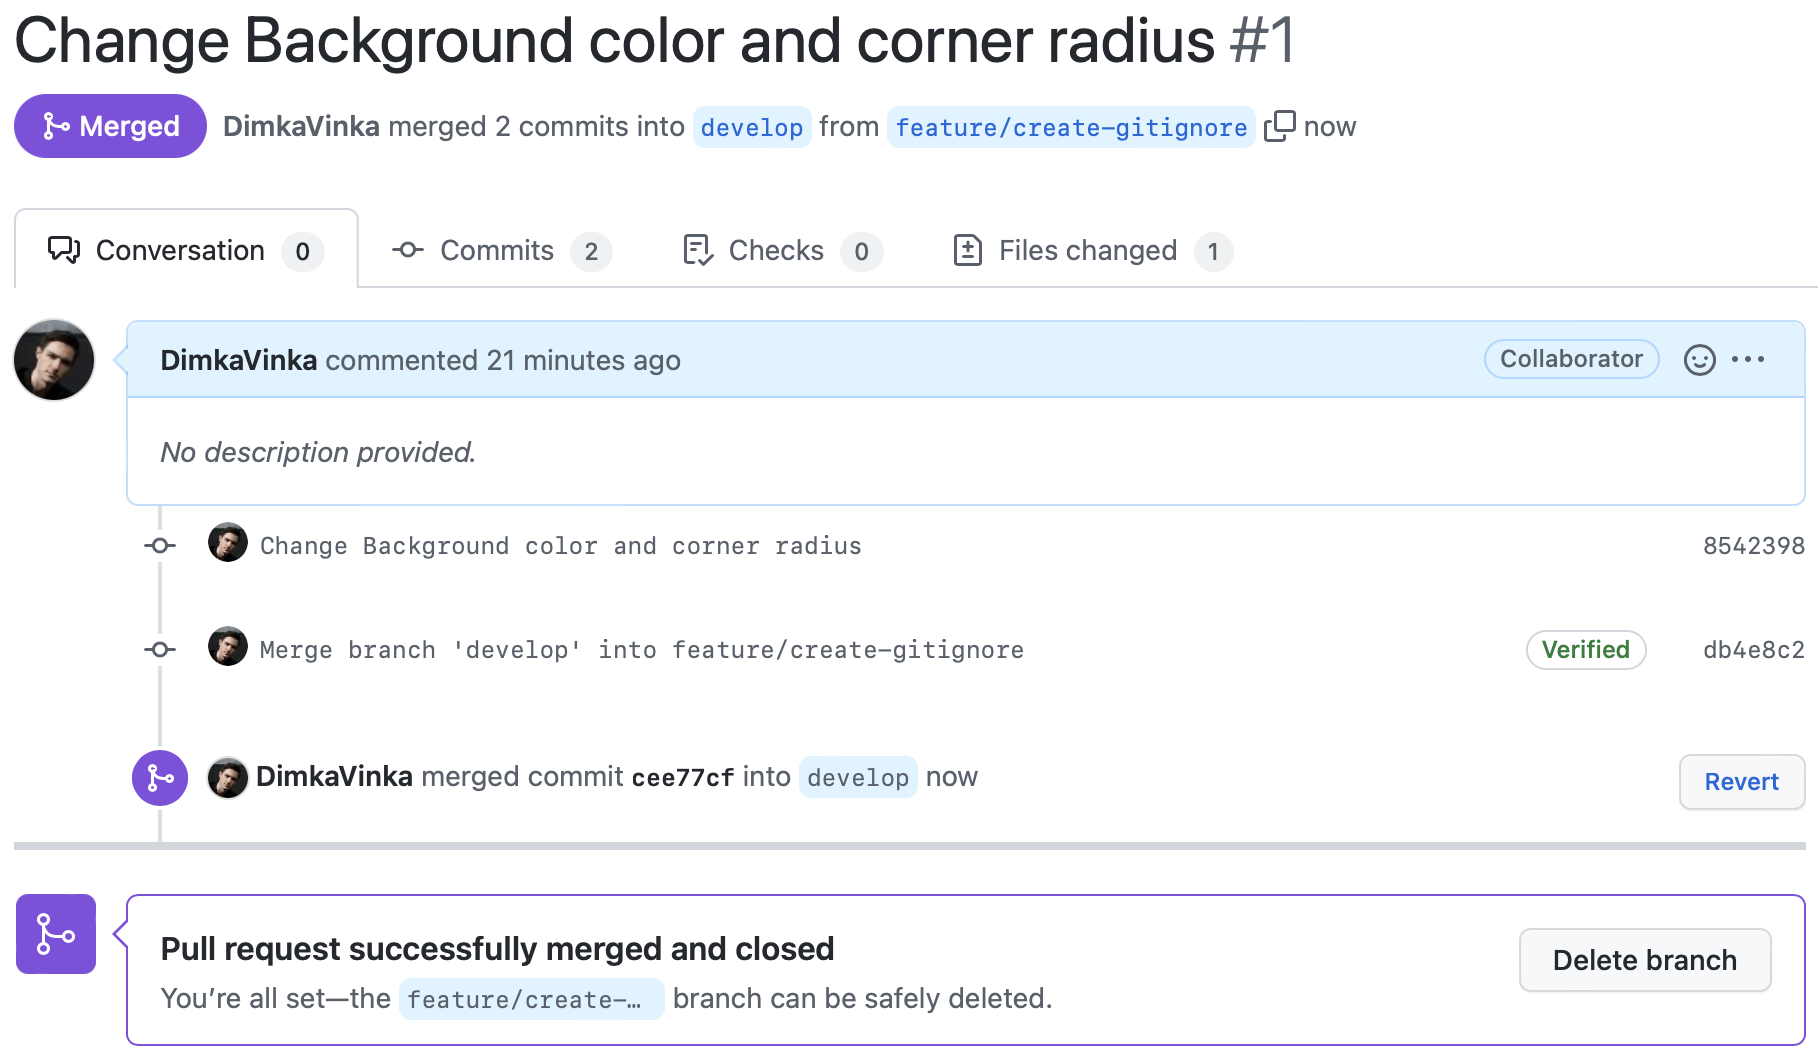 Change Background color and corner radius #1
Merged DimkaVinka merged 2 commits into develop from feature/create-gitignore now
Conversation 0 Commits 2 Checks 0 Files changed 1
DimkaVinka commented 21 minutes ago Collaborator
No description provided.
Change Background color and corner radius 8542398
Merge branch 'develop' into feature/create-gitignore Verified db4e8c2
DimkaVinka merged commit cee77cf into develop now Revert
Pull request successfully merged and closed
You’re all set—the feature/create-… branch can be safely deleted.
Delete branch